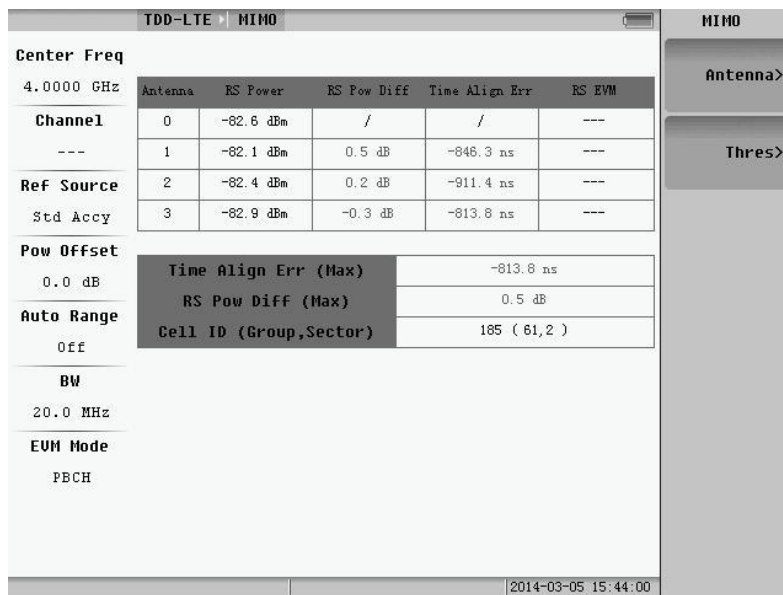 TDD-LTE MIMO
MIMO
Center Freq
4.0000 GHz
Channel
---
Ref Source
Std Accy
Pow Offset
0.0 dB
Auto Range
Off
BW
20.0 MHz
EVM Mode
PBCH
Antenna RS Power RS Pow Diff Time Align Err RS EVM
0 -82.6 dBm / / ---
1 -82.1 dBm 0.5 dB -846.3 ns ---
2 -82.4 dBm 0.2 dB -911.4 ns ---
3 -82.9 dBm -0.3 dB -813.8 ns ---
Time Align Err (Max) -813.8 ns
RS Pow Diff (Max) 0.5 dB
Cell ID (Group,Sector) 185 ( 61,2 )
Antenna>
Thres>
2014-03-05 15:44:00